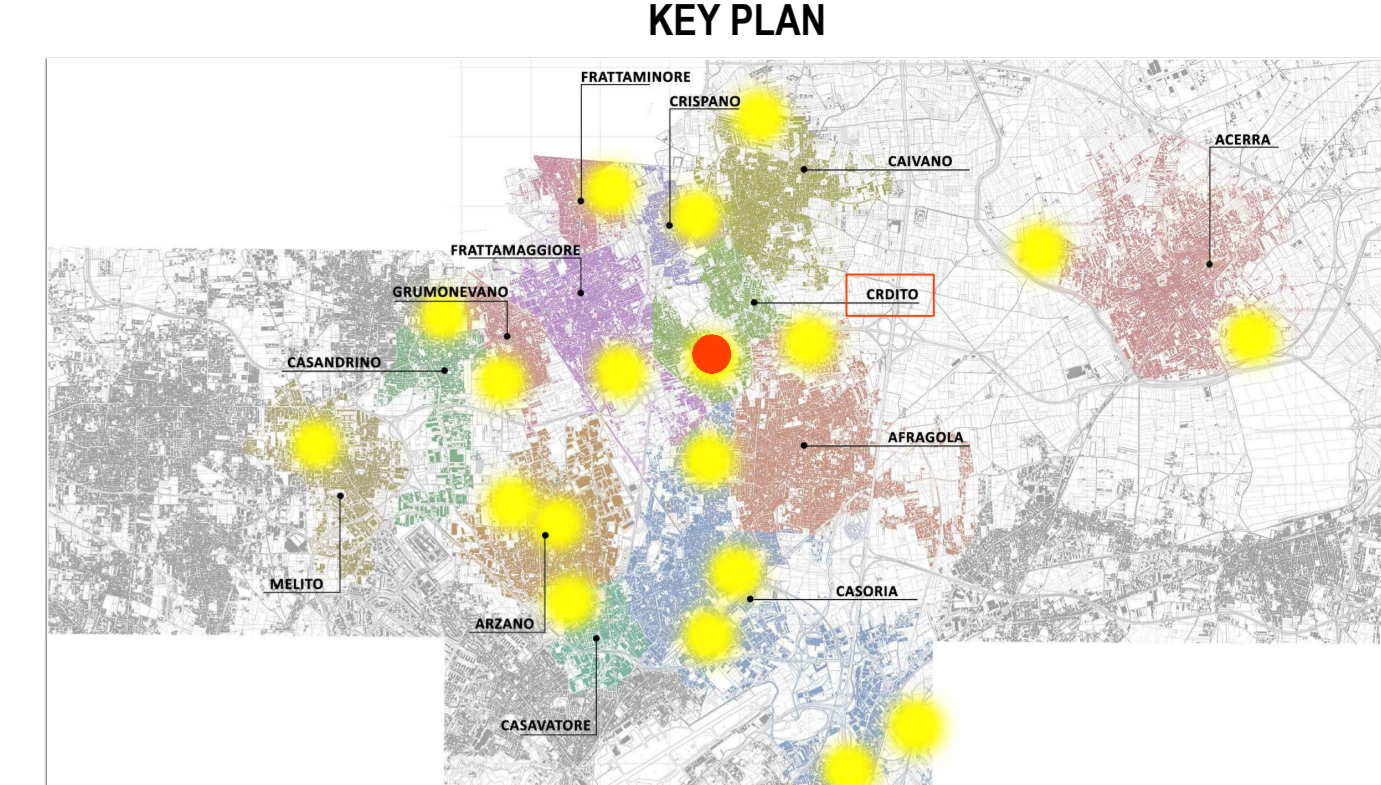 KEY PLAN
FRATTAMINORE
CRISPANO
ACERRA
CAIVANO
FRATTAMAGGIORE
GRUMONEVANO
CRDITO
CASANDRINO
AFRAGOLA
MELITO
CASORIA
ARZANO
CASAVATORE